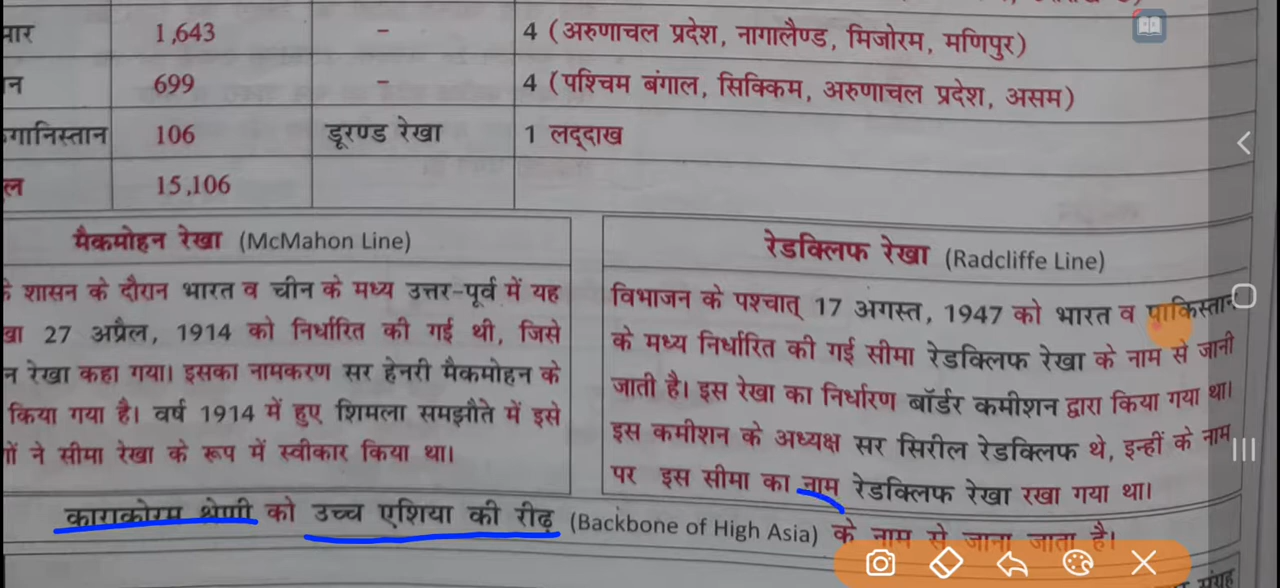 मार 1,643 – 4 (अरुणाचल प्रदेश, नागालैण्ड, मिजोरम, मणिपुर)
न 699 – 4 (पश्चिम बंगाल, सिक्किम, अरुणाचल प्रदेश, असम)
गानिस्तान 106 डूरण्ड रेखा 1 लद्दाख
ल 15,106
मैकमोहन रेखा (McMahon Line)
के शासन के दौरान भारत व चीन के मध्य उत्तर-पूर्व में यह
खा 27 अप्रैल, 1914 को निर्धारित की गई थी, जिसे
न रेखा कहा गया। इसका नामकरण सर हेनरी मैकमोहन के
किया गया है। वर्ष 1914 में हुए शिमला समझौते में इसे
ों ने सीमा रेखा के रूप में स्वीकार किया था।
रेडक्लिफ रेखा (Radcliffe Line)
विभाजन के पश्चात् 17 अगस्त, 1947 को भारत व पाकिस्तान
के मध्य निर्धारित की गई सीमा रेडक्लिफ रेखा के नाम से जानी
जाती है। इस रेखा का निर्धारण बॉर्डर कमीशन द्वारा किया गया था।
इस कमीशन के अध्यक्ष सर सिरील रेडक्लिफ थे, इन्हीं के नाम
पर इस सीमा का नाम रेडक्लिफ रेखा रखा गया था।
काराकोरम श्रेणी को उच्च एशिया की रीढ़ (Backbone of High Asia) के नाम से जाना जाता है।